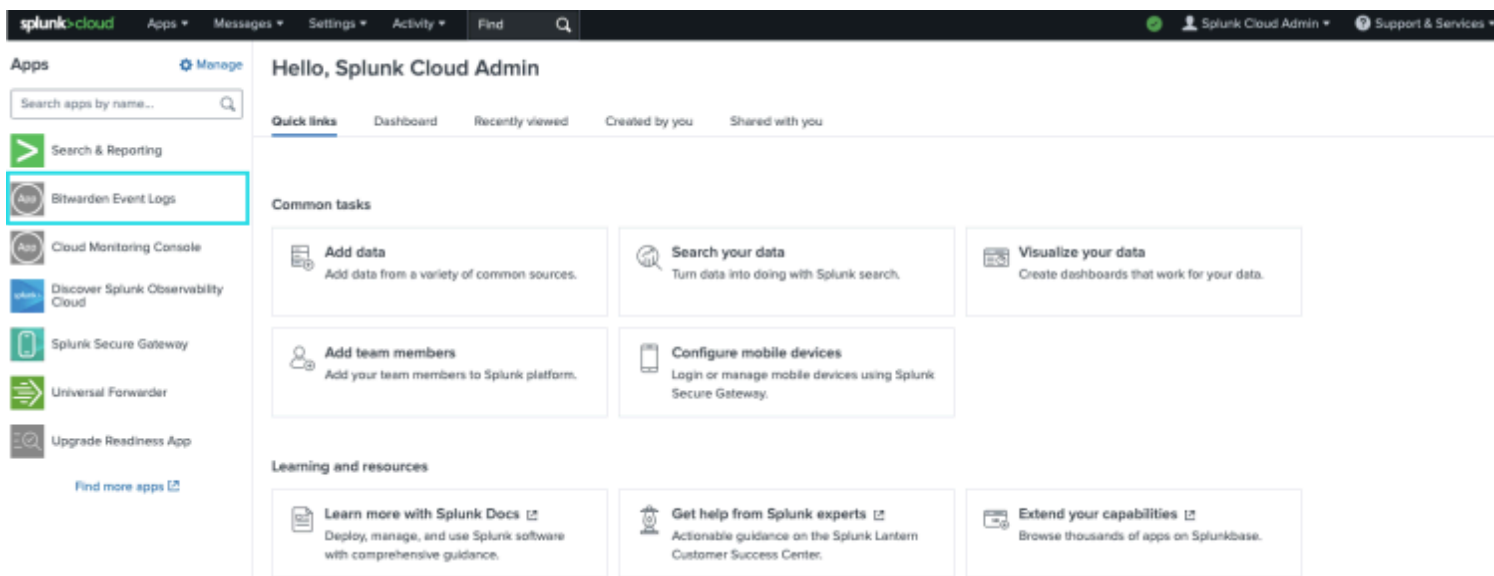 splunk>cloud Apps Messages Settings Activity Find Splunk Cloud Admin Support & Services
Apps Manage
Search apps by name...
Search & Reporting
Bitwarden Event Logs
Cloud Monitoring Console
Discover Splunk Observability
Cloud
Splunk Secure Gateway
Universal Forwarder
Upgrade Readiness App
Find more apps
Hello, Splunk Cloud Admin
Quick links Dashboard Recently viewed Created by you Shared with you
Common tasks
Add data
Add data from a variety of common sources.
Search your data
Turn data into doing with Splunk search.
Visualize your data
Create dashboards that work for your data.
Add team members
Add your team members to Splunk platform.
Configure mobile devices
Login or manage mobile devices using Splunk
Secure Gateway.
Learning and resources
Learn more with Splunk Docs
Deploy, manage, and use Splunk software
with comprehensive guidance.
Get help from Splunk experts
Actionable guidance on the Splunk Lantern
Customer Success Center.
Extend your capabilities
Browse thousands of apps on Splunkbase.